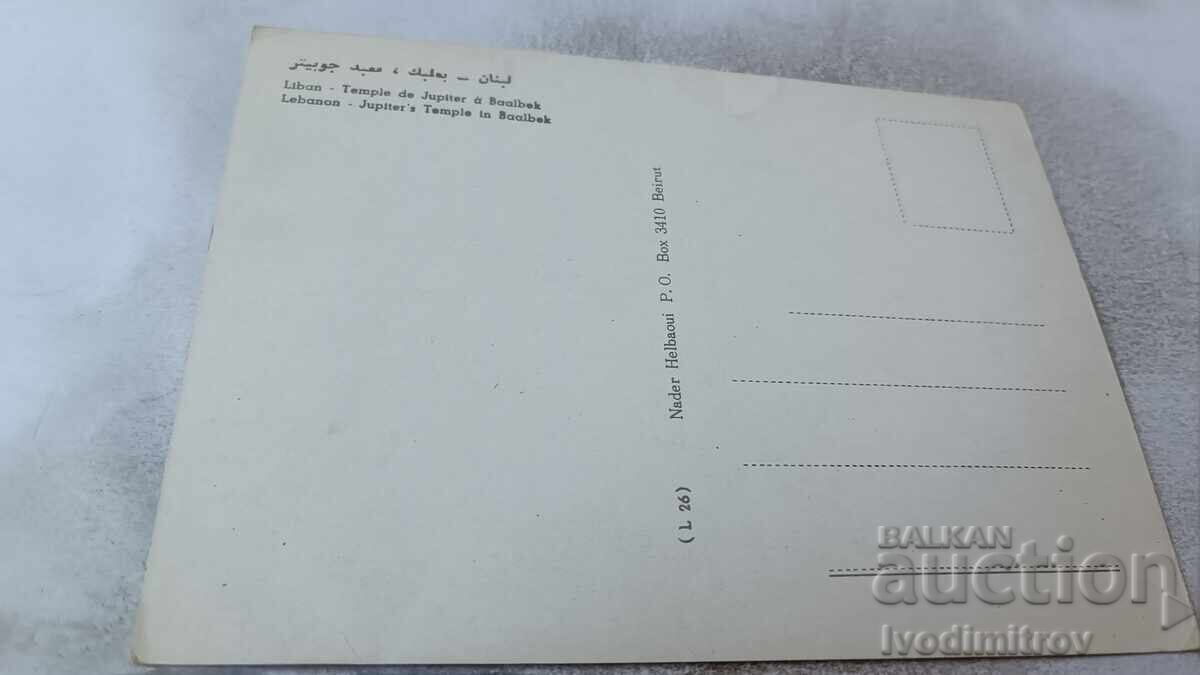 لبنان – بعلبك ، معبد جوبيتر
Liban - Temple de Jupiter à Baalbek
Lebanon - Jupiter's Temple in Baalbek
(L 26) Nader Helbaoui P. O. Box 3410 Beirut
BALKAN
auction
Ivodimitrov